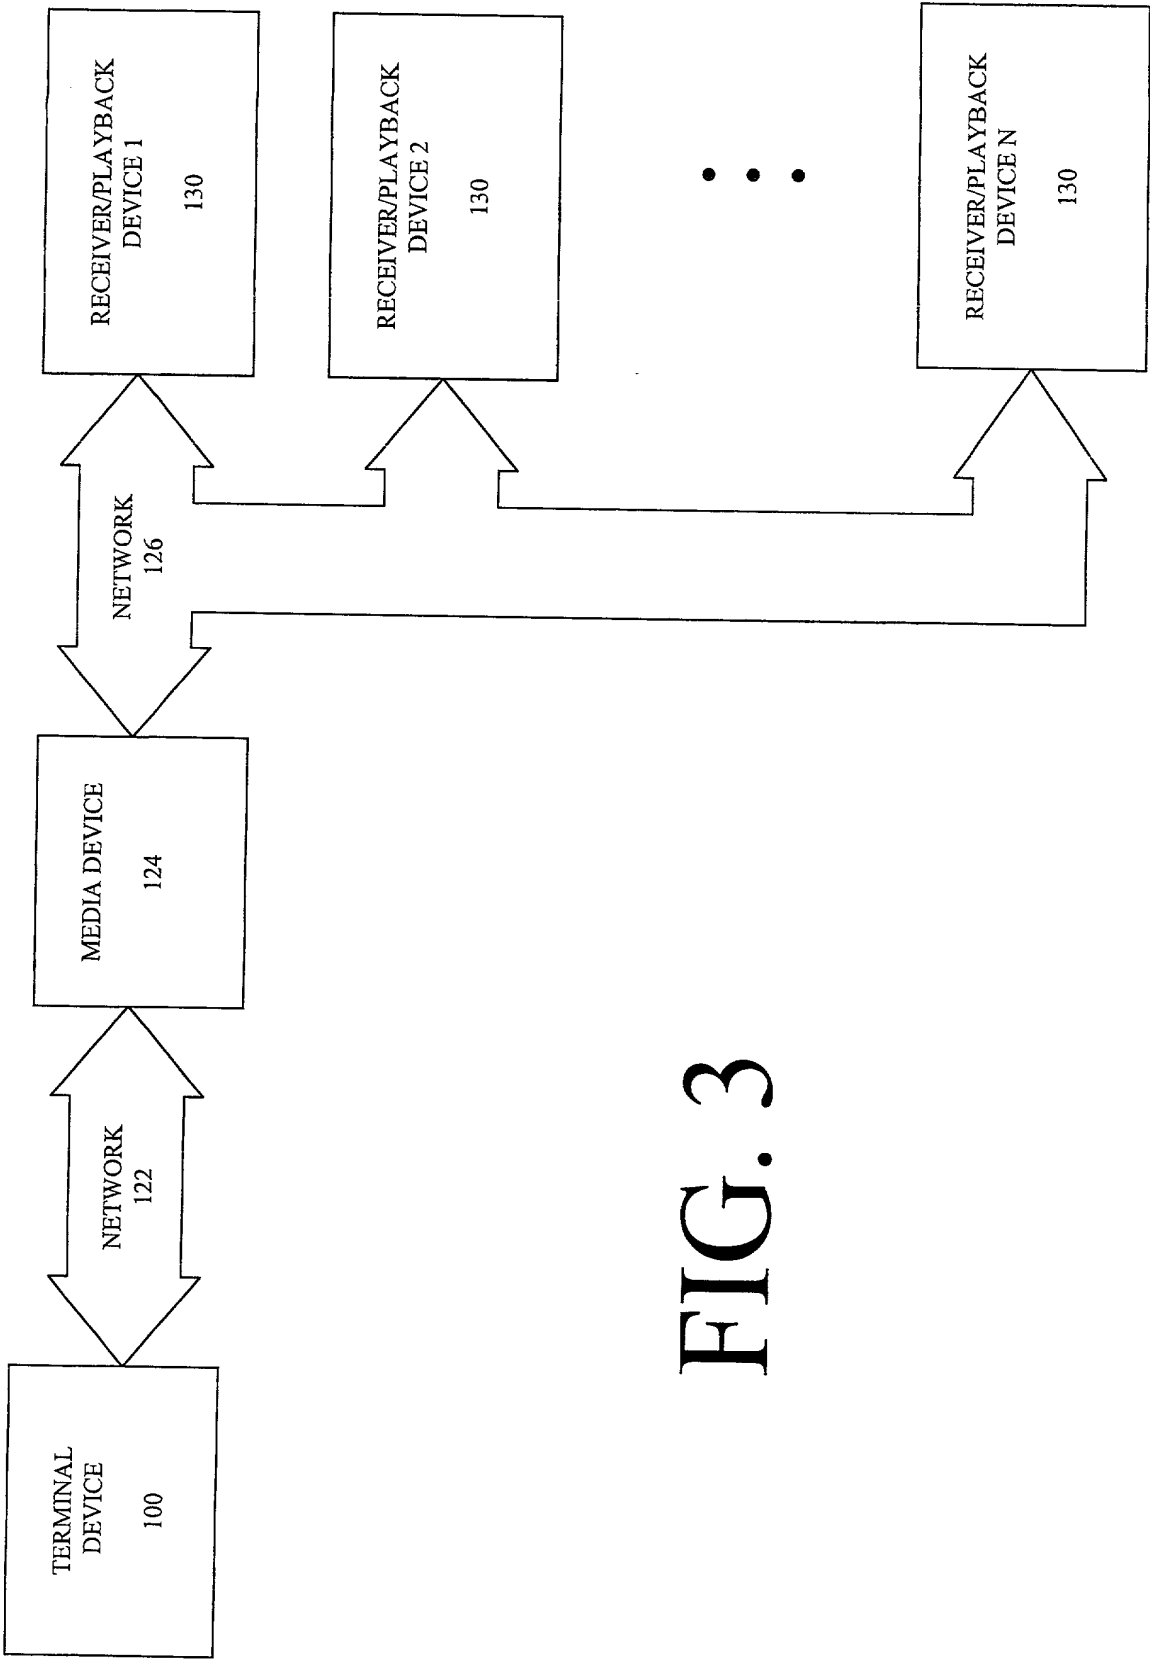 TERMINAL
DEVICE
100
NETWORK
122
MEDIA DEVICE
124
NETWORK
126
RECEIVER/PLAYBACK
DEVICE 1
130
RECEIVER/PLAYBACK
DEVICE 2
130
RECEIVER/PLAYBACK
DEVICE N
130
FIG. 3